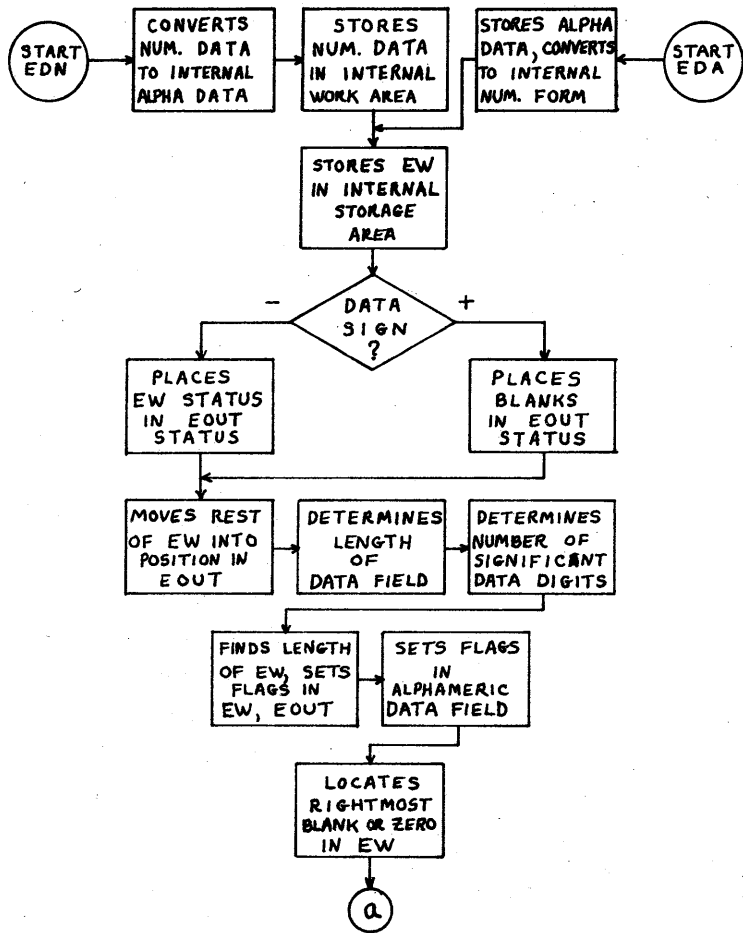 START
EDN
CONVERTS
NUM. DATA
TO INTERNAL
ALPHA DATA
STORES
NUM. DATA
IN INTERNAL
WORK AREA
STORES ALPHA
DATA, CONVERTS
TO INTERNAL
NUM. FORM
START
EDA
STORES EW
IN INTERNAL
STORAGE
AREA
DATA
SIGN
?
-
+
PLACES
EW STATUS
IN EOUT
STATUS
PLACES
BLANKS
IN EOUT
STATUS
MOVES REST
OF EW INTO
POSITION IN
EOUT
DETERMINES
LENGTH
OF
DATA FIELD
DETERMINES
NUMBER OF
SIGNIFICANT
DATA DIGITS
FINDS LENGTH
OF EW, SETS
FLAGS IN
EW, EOUT
SETS FLAGS
IN
ALPHAMERIC
DATA FIELD
LOCATES
RIGHTMOST
BLANK OR ZERO
IN EW
a